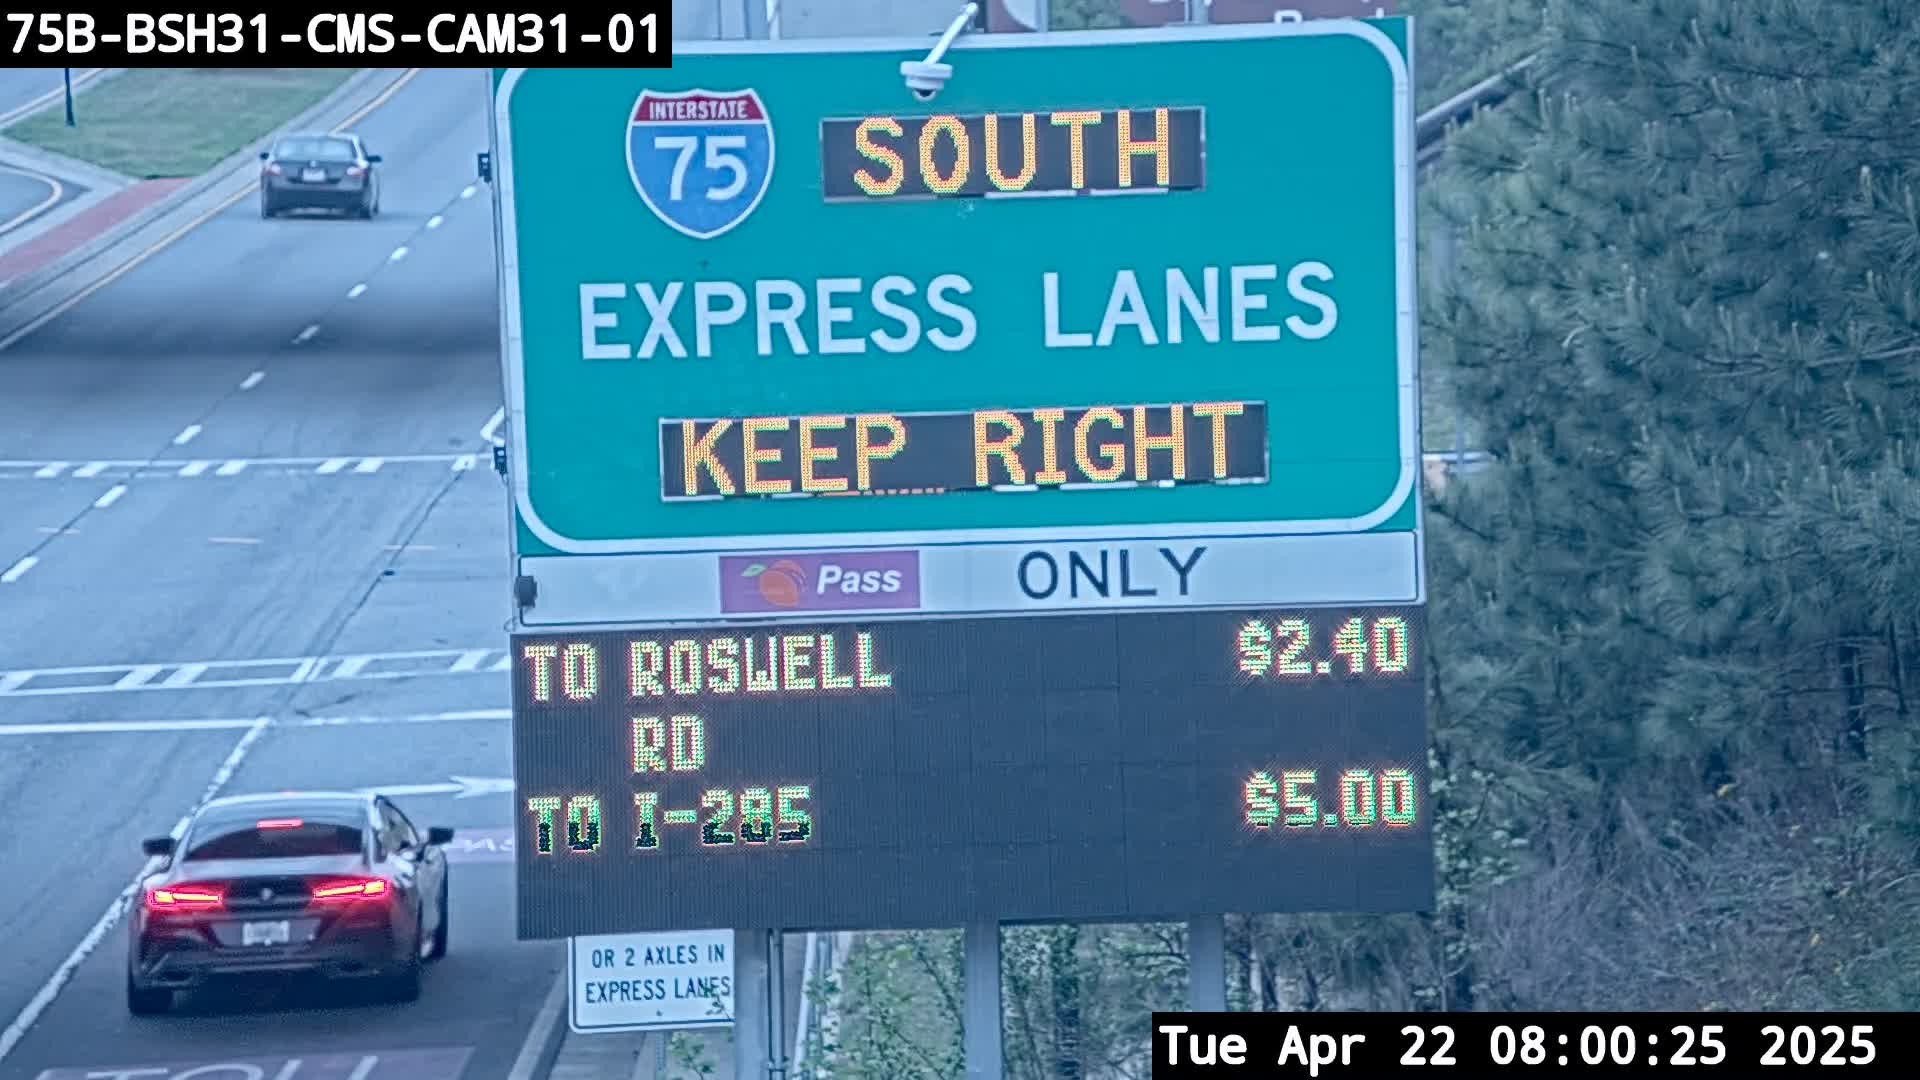 75B-BSH31-CMS-CAM31-01
INTERSTATE
75
SOUTH
EXPRESS LANES
KEEP RIGHT
Pass ONLY
TO ROSWELL $2.40
RD
TO I-285 $5.00
OR 2 AXLES IN
EXPRESS LANES
TOLL
Tue Apr 22 08:00:25 2025